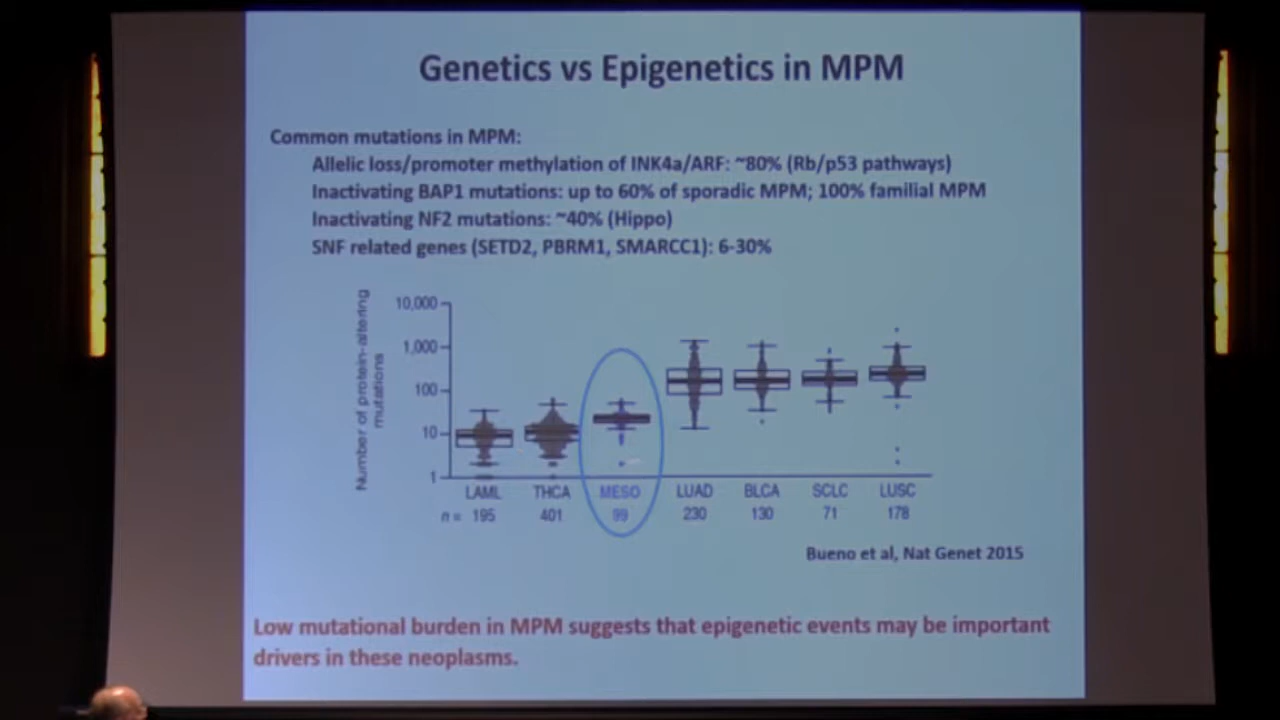 Genetics vs Epigenetics in MPM
Common mutations in MPM:
Allelic loss/promoter methylation of INK4a/ARF: ~80% (Rb/p53 pathways)
Inactivating BAP1 mutations: up to 60% of sporadic MPM; 100% familial MPM
Inactivating NF2 mutations: ~40% (Hippo)
SNF related genes (SETD2, PBRM1, SMARCC1): 6-30%
Number of protein-altering
mutations
10,000
1,000
100
10
1
LAML THCA MESO LUAD BLCA SCLC LUSC
n = 195 401 99 230 130 71 178
Bueno et al, Nat Genet 2015
Low mutational burden in MPM suggests that epigenetic events may be important
drivers in these neoplasms.